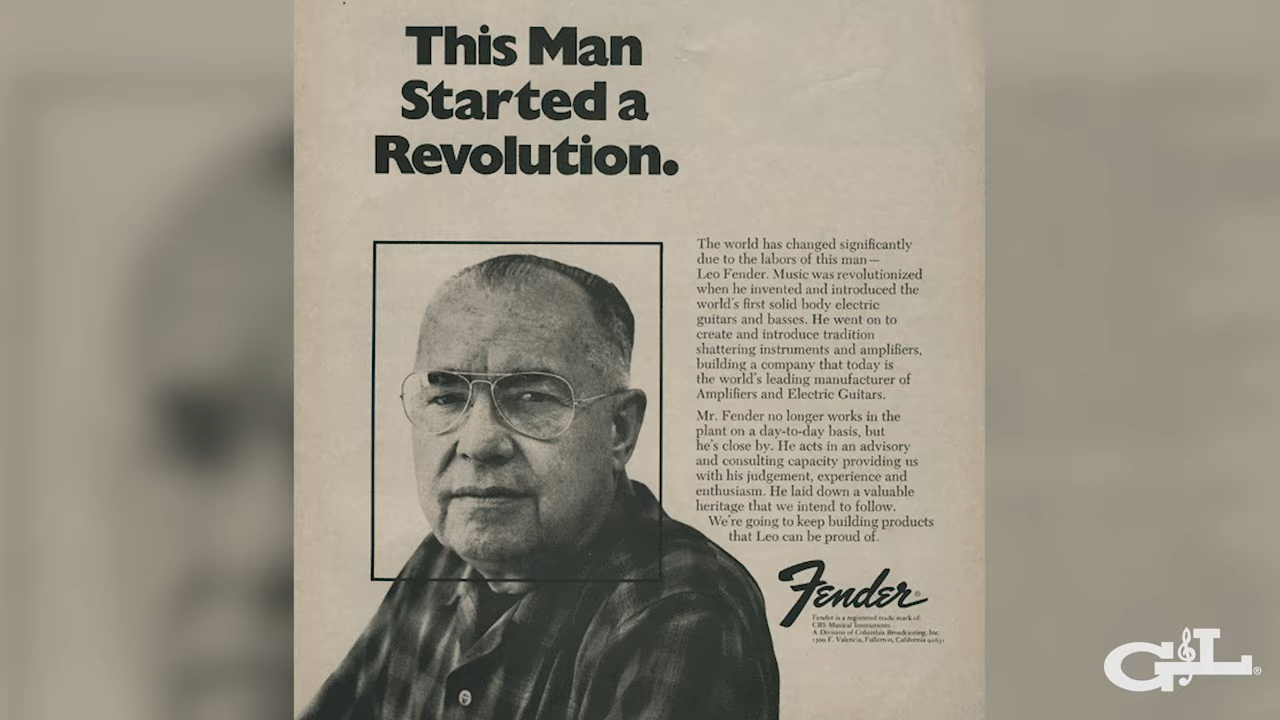 This Man
Started a
Revolution.
The world has changed significantly
due to the labors of this man—
Leo Fender. Music was revolutionized
when he invented and introduced the
world's first solid body electric
guitars and basses. He went on to
create and introduce tradition
shattering instruments and amplifiers,
building a company that today is
the world's leading manufacturer of
Amplifiers and Electric Guitars.
Mr. Fender no longer works in the
plant on a day-to-day basis, but
he's close by. He acts in an advisory
and consulting capacity providing us
with his judgement, experience and
enthusiasm. He laid down a valuable
heritage that we intend to follow.
We're going to keep building products
that Leo can be proud of.
Fender®
Fender is a registered trade mark of:
CBS Musical Instruments
A Division of Columbia Broadcasting, Inc.
1300 E. Valencia, Fullerton, California 92631
G&L®